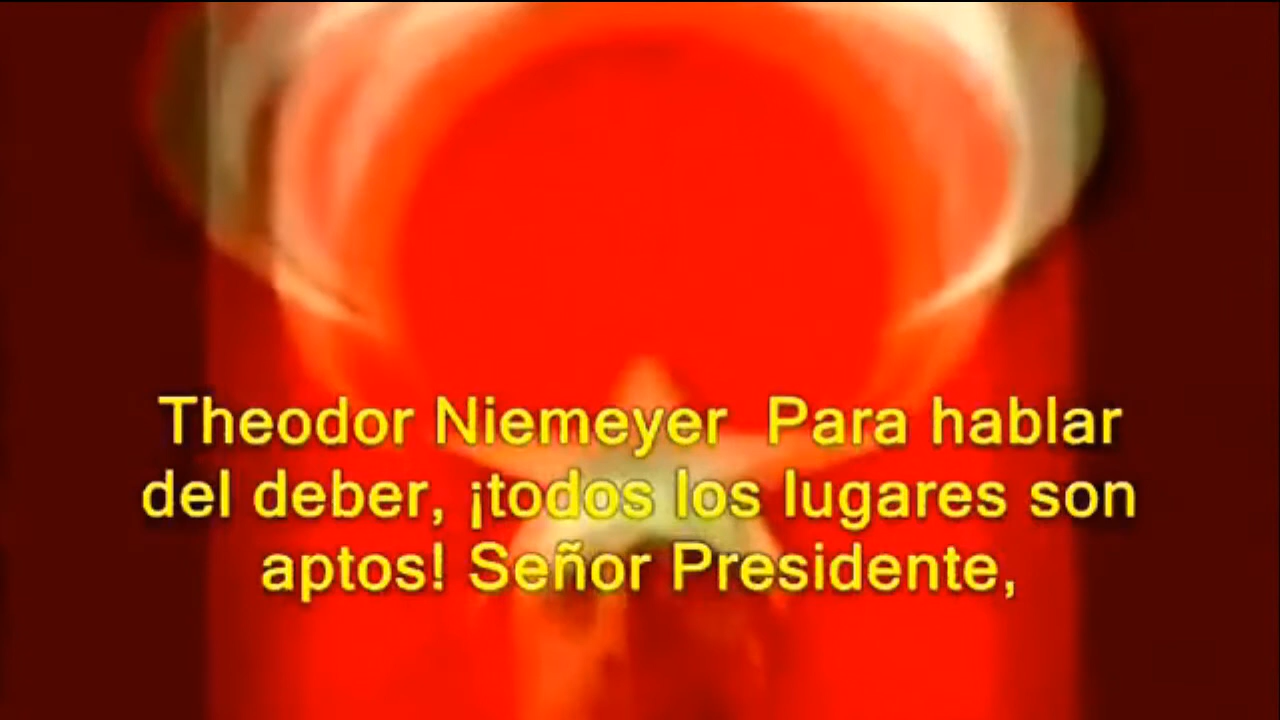 Theodor Niemeyer  Para hablar
del deber, ¡todos los lugares son
aptos! Señor Presidente,